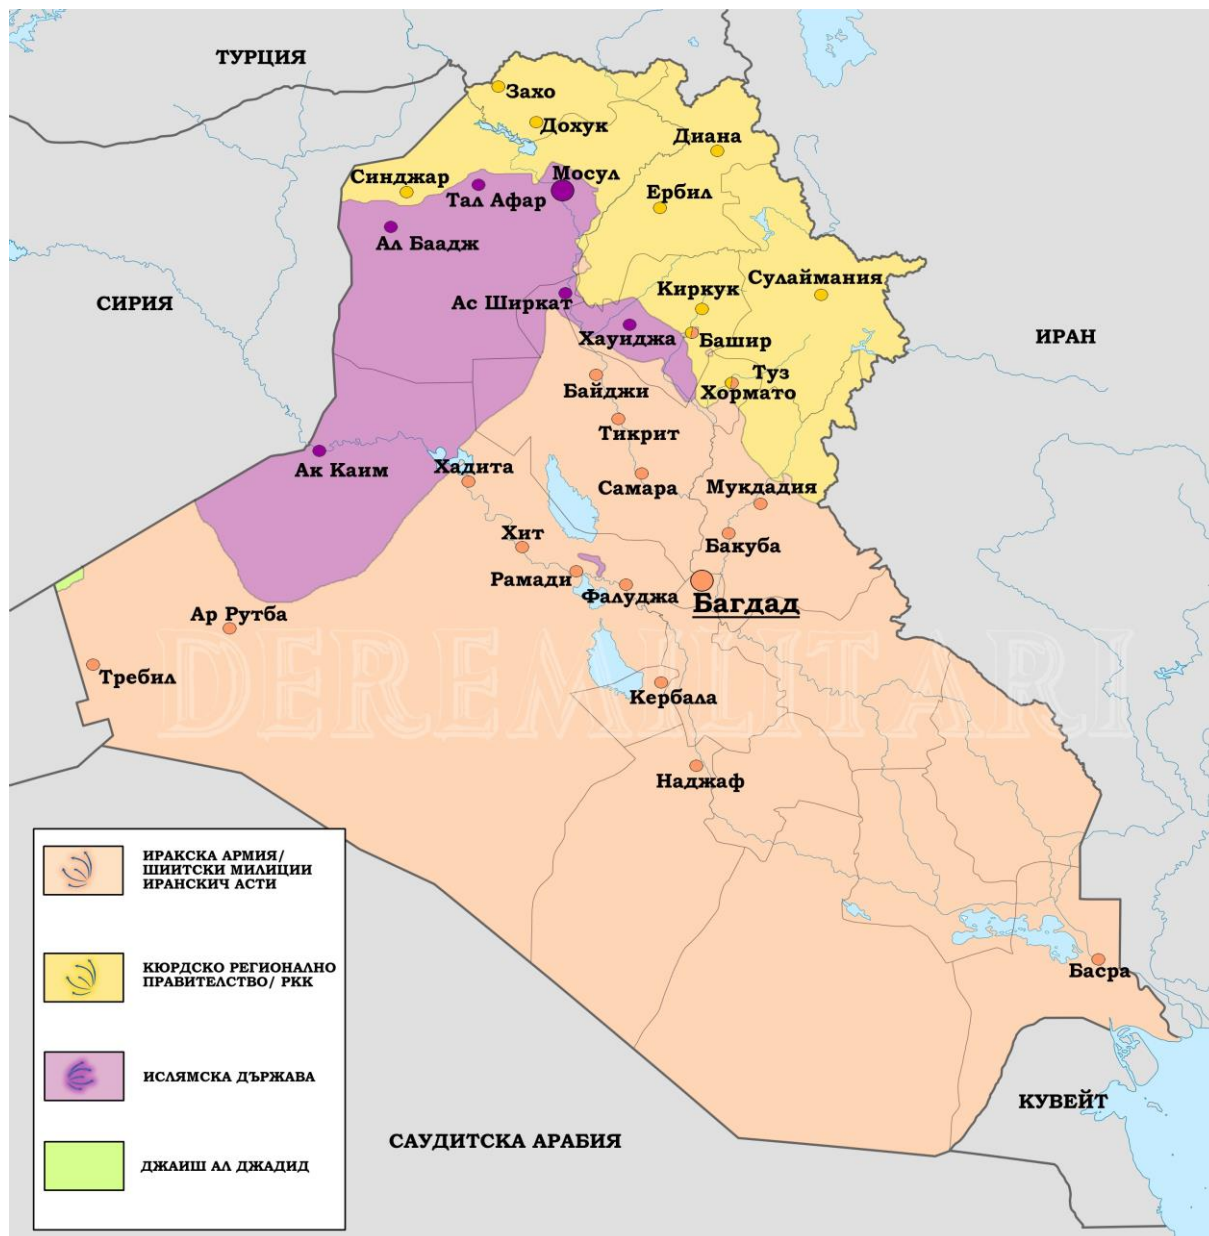 ТУРЦИЯ
Захо
Дохук
Диана
Синджар
Мосул
Тал Афар
Ербил
Ал Баадж
СИРИЯ
Ас Ширкат
Киркук
Сулаймания
Хауиджа
Башир
ИРАН
Туз
Хормато
Байджи
Тикрит
Ак Каим
Хадита
Самара
Мукдадия
Хит
Бакуба
Рамади
Фалуджа
Багдад
Ар Рутба
DEREMILITARI
Требил
Кербала
Наджаф
Басра
КУВЕЙТ
САУДИТСКА АРАБИЯ
ИРАКСКА АРМИЯ/
ШИИТСКИ МИЛИЦИИ
ИРАНСКИЧ АСТИ
КЮРДСКО РЕГИОНАЛНО
ПРАВИТЕЛСТВО/ РКК
ИСЛЯМСКА ДЪРЖАВА
ДЖАИШ АЛ ДЖАДИД